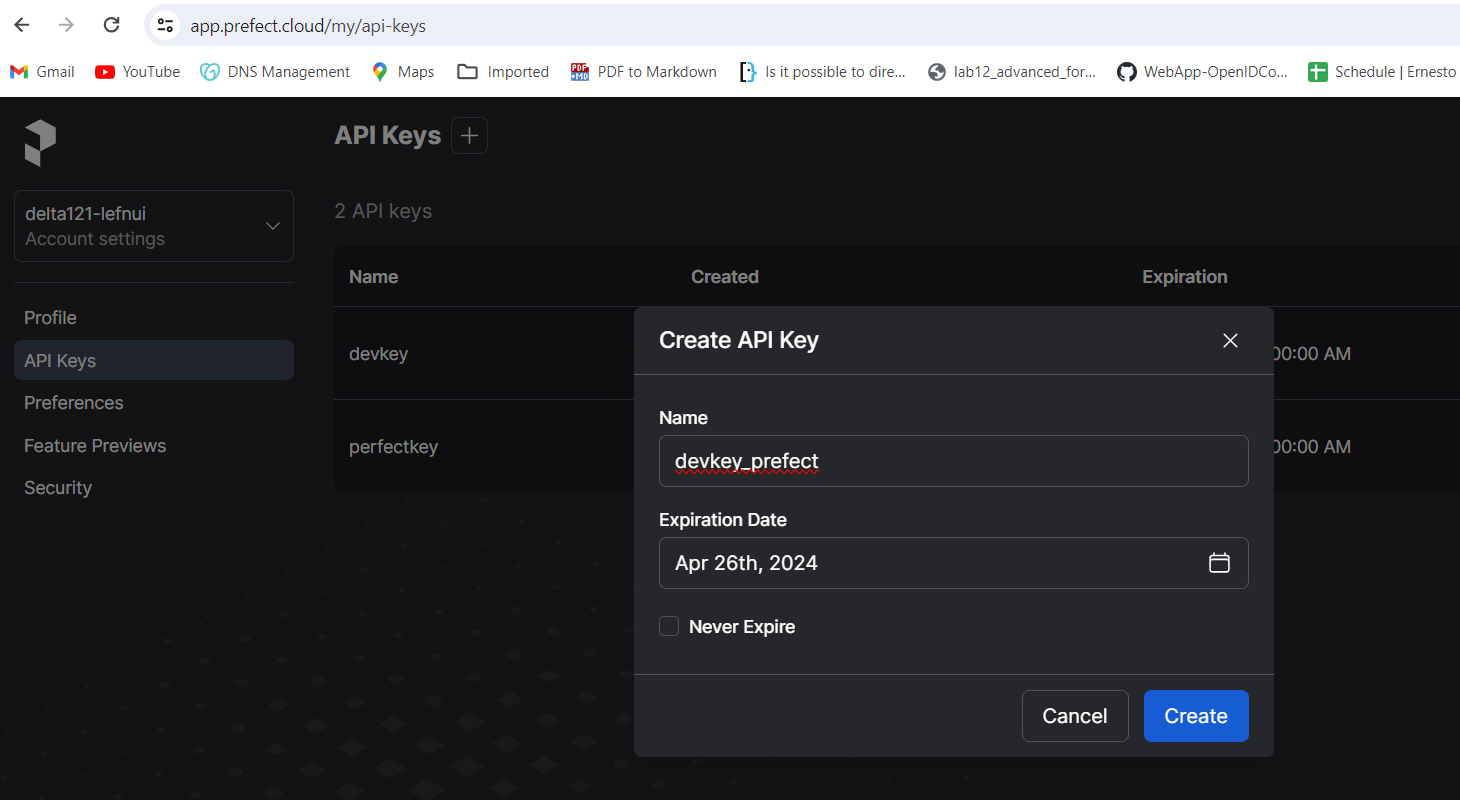 app.prefect.cloud/my/api-keys
Gmail YouTube DNS Management Maps Imported PDF to Markdown Is it possible to dire... lab12_advanced_for... WebApp-OpenIDCo... Schedule | Ernesto
API Keys
delta121-lefnui
Account settings
2 API keys
Name Created Expiration
Profile
API Keys
Preferences
Feature Previews
Security
devkey 00:00 AM
perfectkey 00:00 AM
Create API Key
Name
devkey_prefect
Expiration Date
Apr 26th, 2024
Never Expire
Cancel Create